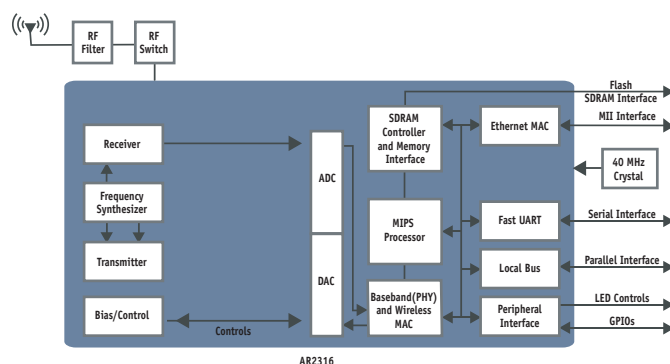 RF
Filter
RF
Switch
Flash
SDRAM Interface
MII Interface
SDRAM
Controller
and Memory
Interface
Ethernet MAC
Receiver
40 MHz
Crystal
ADC
Frequency
Synthesizer
MIPS
Processor
Fast UART
Serial Interface
Transmitter
Local Bus
Parallel Interface
DAC
Baseband(PHY)
and Wireless
MAC
Bias/Control
Controls
Peripheral
Interface
LED Controls
GPIOs
AR2316